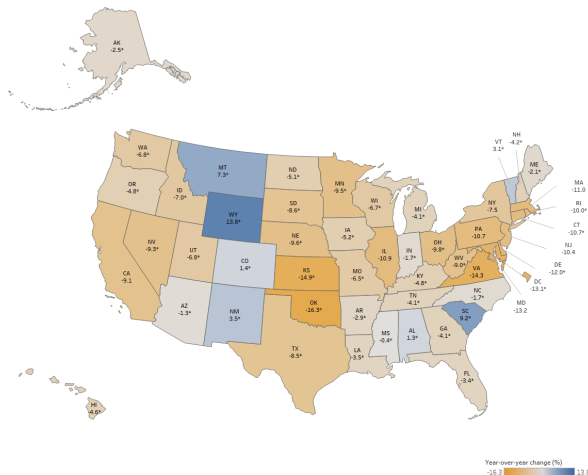 AK
-2.5*
WA
-6.8*
MT
7.3*
ND
-5.1*
MN
-9.5*
VT
3.1*
NH
-4.2*
ME
-2.1*
OR
-4.8*
ID
-7.0*
WY
13.8*
SD
-8.6*
WI
-6.7*
MI
-4.1*
NY
-7.5
MA
-11.0
RI
-10.0*
CT
-10.7*
NJ
-10.4
DE
-12.0*
DC
-13.1*
MD
-13.2
NV
-9.3*
UT
-6.8*
CO
1.4*
NE
-9.6*
IA
-5.2*
IL
-10.9
IN
-1.7*
OH
-9.8*
PA
-10.7
WV
-9.0*
VA
-14.3
CA
-9.1
KS
-14.9*
MO
-6.5*
KY
-4.8*
NC
-1.7*
TN
-4.1*
SC
9.2*
AZ
-1.3*
NM
3.5*
OK
-16.3*
AR
-2.9*
MS
-0.4*
AL
1.3*
GA
-4.1*
TX
-8.5*
LA
-3.5*
FL
-3.4*
HI
-4.6*
Year-over-year change (%)
-16.3